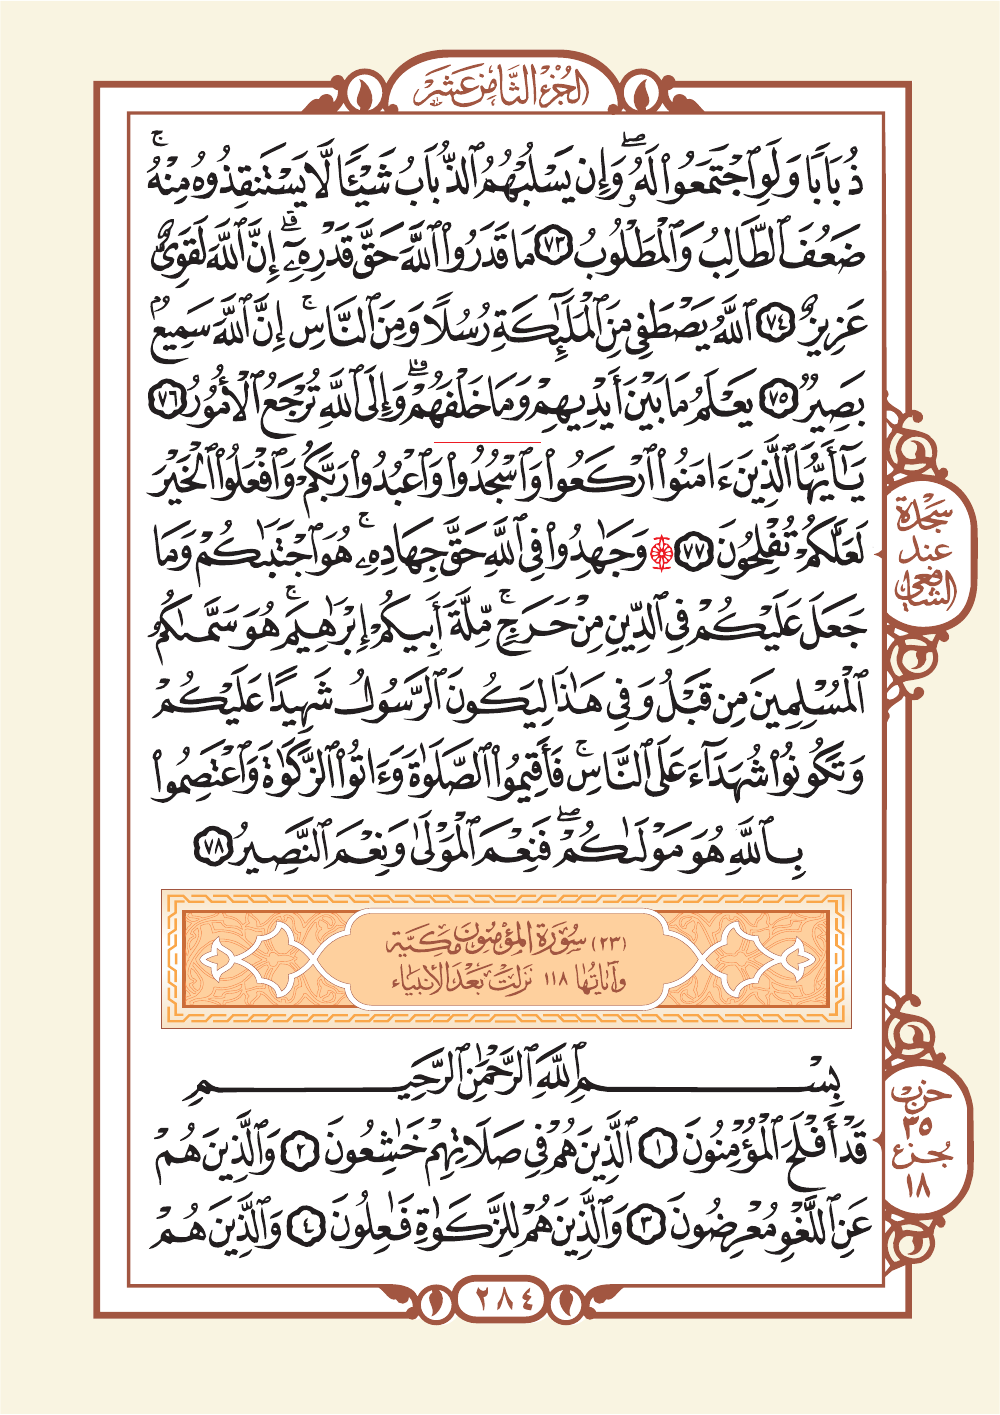 الجزء الثامن عشر
ذُبَابًا وَلَوِ ٱجْتَمَعُوا۟ لَهُۥ ۖ وَإِن يَسْلُبْهُمُ ٱلذُّبَابُ شَيْـًٔا لَّا يَسْتَنقِذُوهُ مِنْهُ ۚ
ضَعُفَ ٱلطَّالِبُ وَٱلْمَطْلُوبُ ٧٣ مَا قَدَرُوا۟ ٱللَّهَ حَقَّ قَدْرِهِۦٓ ۗ إِنَّ ٱللَّهَ لَقَوِىٌّ
عَزِيزٌ ٧٤ ٱللَّهُ يَصْطَفِى مِنَ ٱلْمَلَـٰٓئِكَةِ رُسُلًا وَمِنَ ٱلنَّاسِ ۚ إِنَّ ٱللَّهَ سَمِيعٌۢ
بَصِيرٌ ٧٥ يَعْلَمُ مَا بَيْنَ أَيْدِيهِمْ وَمَا خَلْفَهُمْ ۗ وَإِلَى ٱللَّهِ تُرْجَعُ ٱلْأُمُورُ ٧٦
يَـٰٓأَيُّهَا ٱلَّذِينَ ءَامَنُوا۟ ٱرْكَعُوا۟ وَٱسْجُدُوا۟ وَٱعْبُدُوا۟ رَبَّكُمْ وَٱفْعَلُوا۟ ٱلْخَيْرَ
لَعَلَّكُمْ تُفْلِحُونَ ۩ ٧٧ وَجَـٰهِدُوا۟ فِى ٱللَّهِ حَقَّ جِهَادِهِۦ ۚ هُوَ ٱجْتَبَىٰكُمْ وَمَا
جَعَلَ عَلَيْكُمْ فِى ٱلدِّينِ مِنْ حَرَجٍ ۚ مِّلَّةَ أَبِيكُمْ إِبْرَٰهِيمَ ۚ هُوَ سَمَّىٰكُمُ
ٱلْمُسْلِمِينَ مِن قَبْلُ وَفِى هَـٰذَا لِيَكُونَ ٱلرَّسُولُ شَهِيدًا عَلَيْكُمْ
وَتَكُونُوا۟ شُهَدَآءَ عَلَى ٱلنَّاسِ ۚ فَأَقِيمُوا۟ ٱلصَّلَوٰةَ وَءَاتُوا۟ ٱلزَّكَوٰةَ وَٱعْتَصِمُوا۟
بِٱللَّهِ هُوَ مَوْلَىٰكُمْ ۖ فَنِعْمَ ٱلْمَوْلَىٰ وَنِعْمَ ٱلنَّصِيرُ ٧٨
سجدة
عند
الشافعي
(٢٣) سورة المؤمنون مكية
وآياتها ١١٨ نزلت بعد الأنبياء
بِسْمِ ٱللَّهِ ٱلرَّحْمَـٰنِ ٱلرَّحِيمِ
قَدْ أَفْلَحَ ٱلْمُؤْمِنُونَ ١ ٱلَّذِينَ هُمْ فِى صَلَاتِهِمْ خَـٰشِعُونَ ٢ وَٱلَّذِينَ هُمْ
عَنِ ٱللَّغْوِ مُعْرِضُونَ ٣ وَٱلَّذِينَ هُمْ لِلزَّكَوٰةِ فَـٰعِلُونَ ٤ وَٱلَّذِينَ هُمْ
حزب
٣٥
جزء
١٨
٢٨٤